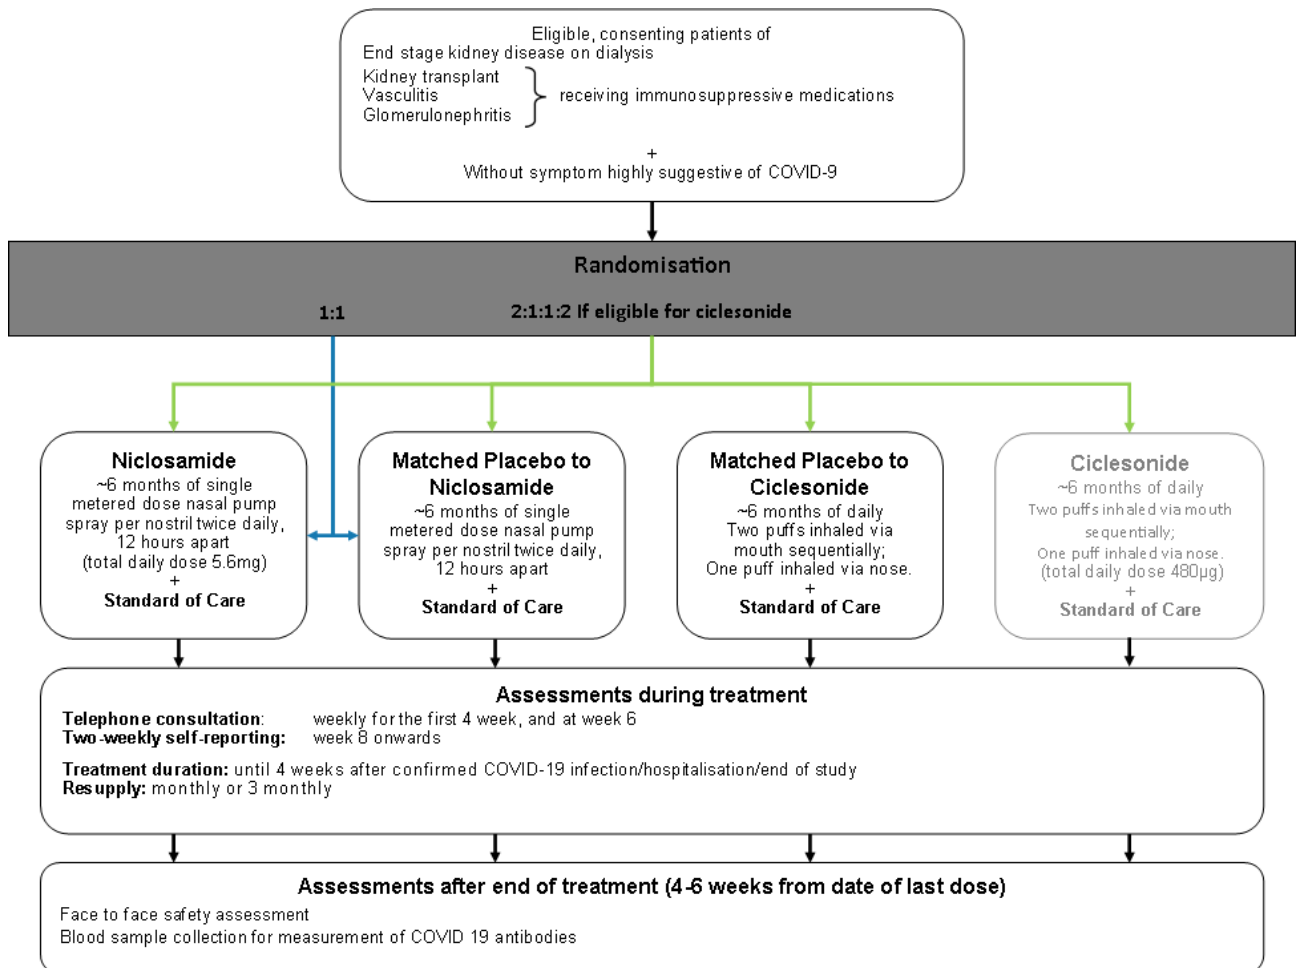 Eligible, consenting patients of
End stage kidney disease on dialysis
Kidney transplant
Vasculitis
Glomerulonephritis
receiving immunosuppressive medications
+
Without symptom highly suggestive of COVID-9
Randomisation
1:1
2:1:1:2 If eligible for ciclesonide
Niclosamide
~6 months of single
metered dose nasal pump
spray per nostril twice daily,
12 hours apart
(total daily dose 5.6mg)
+
Standard of Care
Matched Placebo to
Niclosamide
~6 months of single
metered dose nasal pump
spray per nostril twice daily,
12 hours apart
+
Standard of Care
Matched Placebo to
Ciclesonide
~6 months of daily
Two puffs inhaled via
mouth sequentially;
One puff inhaled via nose.
+
Standard of Care
Ciclesonide
~6 months of daily
Two puffs inhaled via mouth
sequentially;
One puff inhaled via nose.
(total daily dose 480µg)
+
Standard of Care
Assessments during treatment
Telephone consultation: weekly for the first 4 week, and at week 6
Two-weekly self-reporting: week 8 onwards
Treatment duration: until 4 weeks after confirmed COVID-19 infection/hospitalisation/end of study
Resupply: monthly or 3 monthly
Assessments after end of treatment (4-6 weeks from date of last dose)
Face to face safety assessment
Blood sample collection for measurement of COVID 19 antibodies